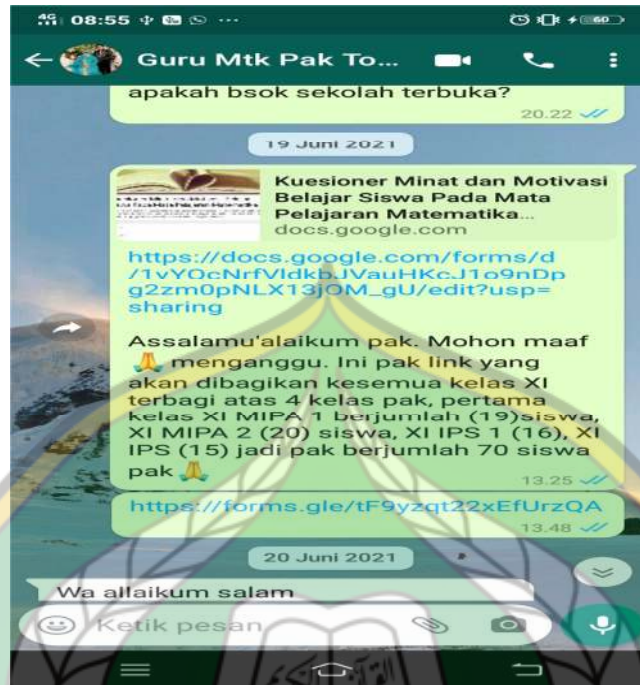 4G 08:55 ...
60
Guru Mtk Pak To...
apakah bsok sekolah terbuka?
20.22
19 Juni 2021
Kuesioner Minat dan Motivasi
Belajar Siswa Pada Mata
Pelajaran Matematika...
docs.google.com
https://docs.google.com/forms/d
/1vYOcNrfVIdkbJVauHKcJ1o9nDp
g2zm0pNLX13jOM_gU/edit?usp=
sharing
Assalamu'alaikum pak. Mohon maaf
🙏 menganggu. Ini pak link yang
akan dibagikan kesemua kelas XI
terbagi atas 4 kelas pak, pertama
kelas XI MIPA 1 berjumlah (19)siswa,
XI MIPA 2 (20) siswa, XI IPS 1 (16), XI
IPS (15) jadi pak berjumlah 70 siswa
pak 🙏
13.25
https://forms.gle/tF9yzqt22xEfUrzQA
13.48
20 Juni 2021
Wa allaikum salam
Ketik pesan